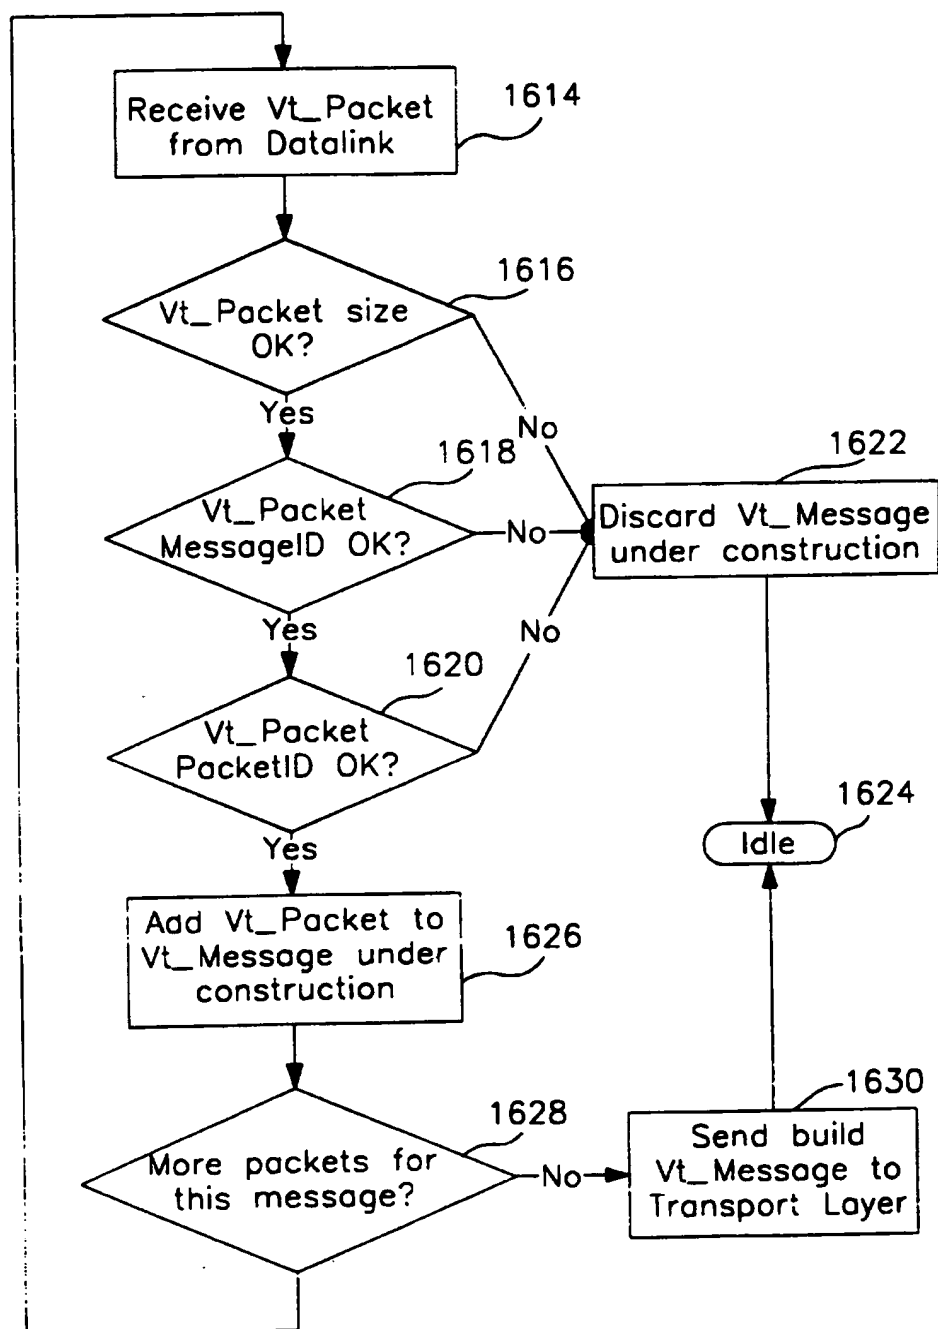 1614
Receive Vt_Packet
from Datalink
1616
Vt_Packet size
OK?
Yes
No
1618
Vt_Packet
MessageID OK?
No
1622
Discard Vt_Message
under construction
Yes
No
1620
Vt_Packet
PacketID OK?
1624
Idle
Yes
Add Vt_Packet to
Vt_Message under
construction
1626
1628
More packets for
this message?
No
1630
Send build
Vt_Message to
Transport Layer